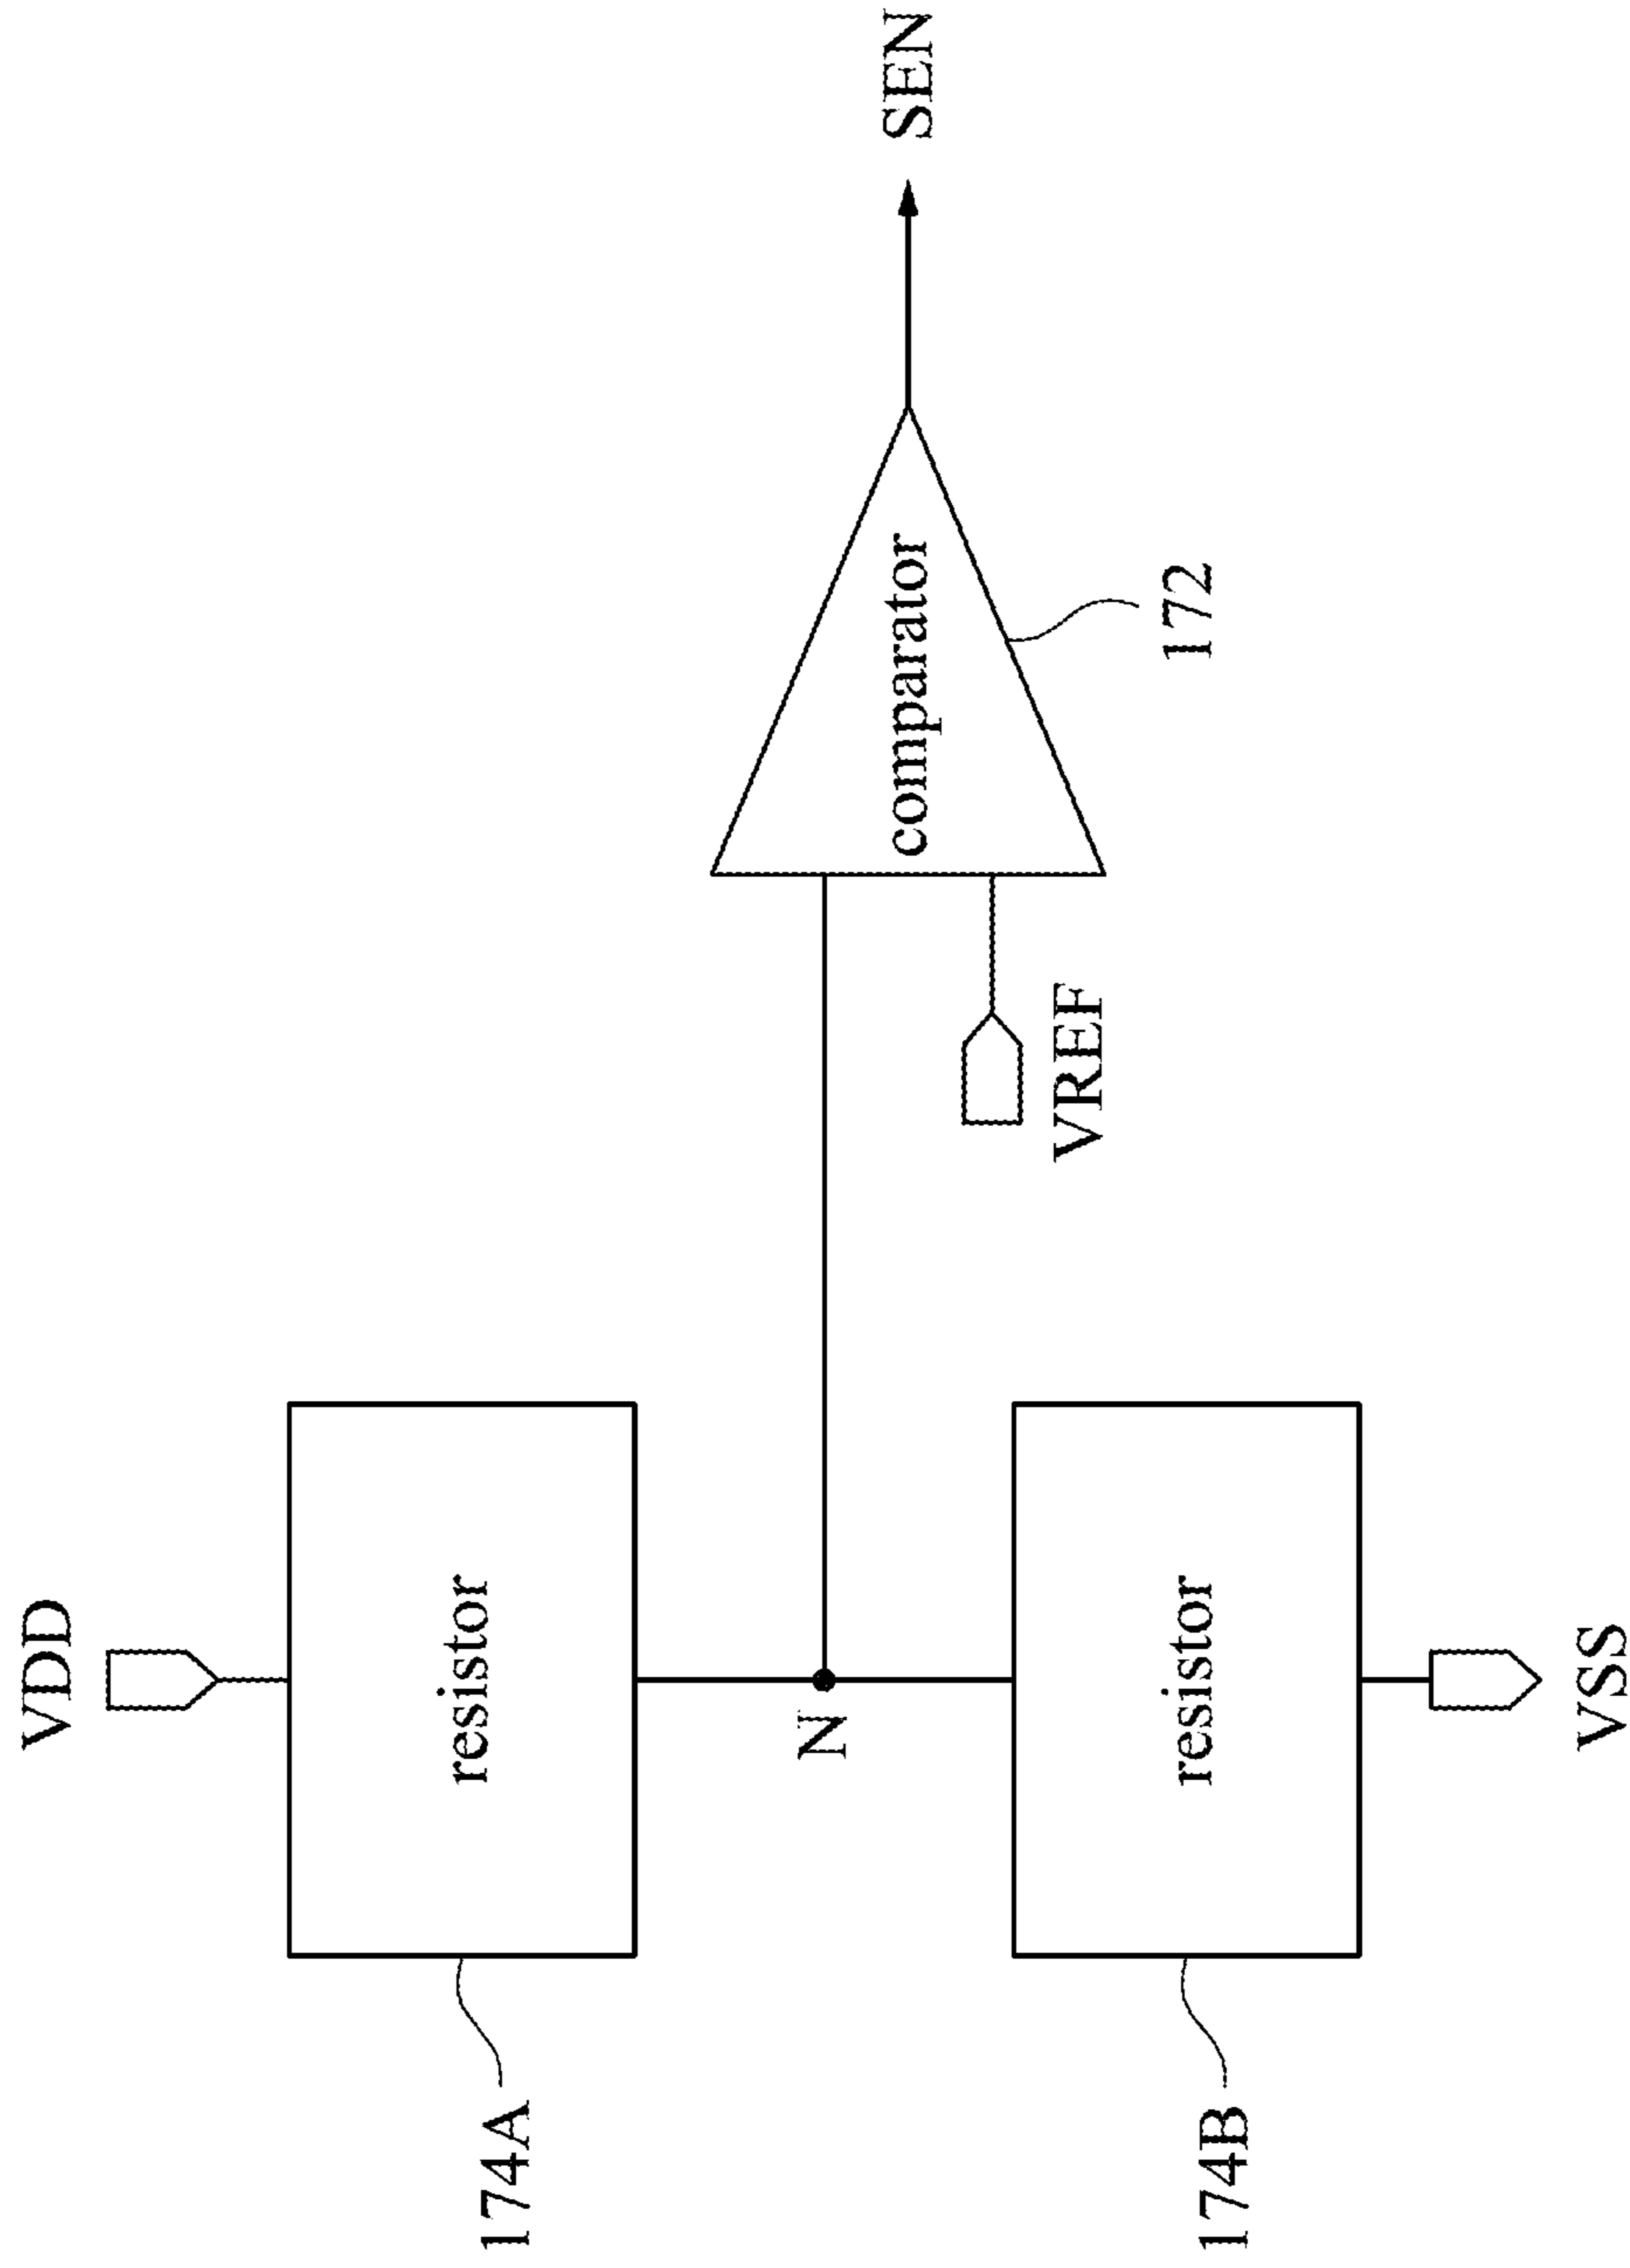 VDD
174A
resistor
N
SEN
comparator
172
VREF
174B
resistor
VSS